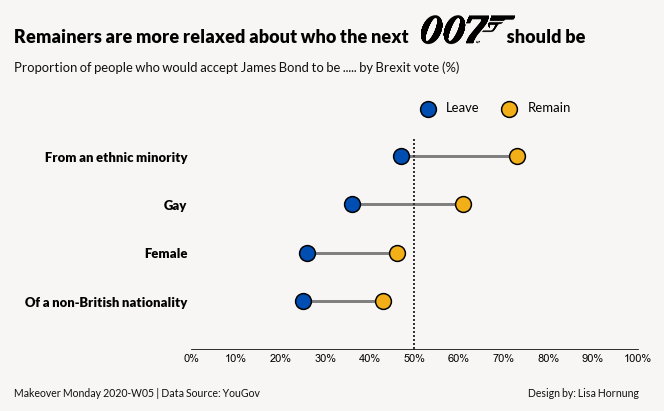 Remainers are more relaxed about who the next 007 should be
Proportion of people who would accept James Bond to be ..... by Brexit vote (%)
Leave Remain
From an ethnic minority
Gay
Female
Of a non-British nationality
0% 10% 20% 30% 40% 50% 60% 70% 80% 90% 100%
Makeover Monday 2020-W05 | Data Source: YouGov Design by: Lisa Hornung